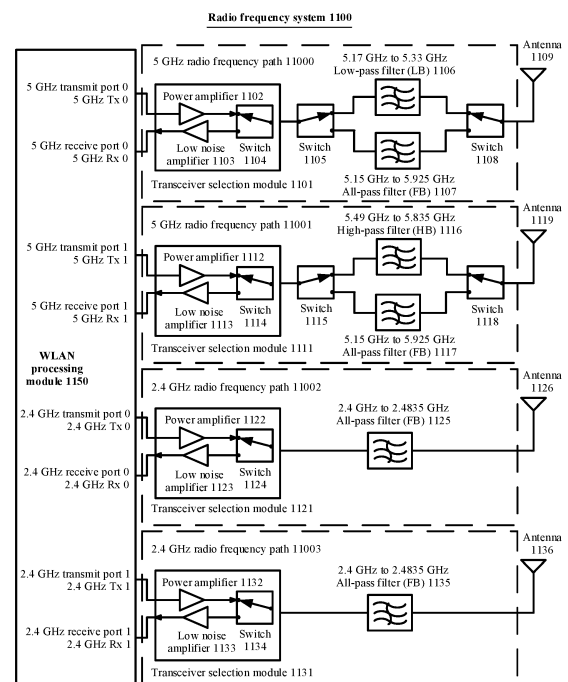 Radio frequency system 1100
WLAN
processing
module 1150
5 GHz transmit port 0
5 GHz Tx 0
5 GHz receive port 0
5 GHz Rx 0
5 GHz radio frequency path 11000
Power amplifier 1102
Low noise
amplifier 1103
Switch
1104
Transceiver selection module 1101
Switch
1105
5.17 GHz to 5.33 GHz
Low-pass filter (LB) 1106
5.15 GHz to 5.925 GHz
All-pass filter (FB) 1107
Switch
1108
Antenna
1109
5 GHz transmit port 1
5 GHz Tx 1
5 GHz receive port 1
5 GHz Rx 1
5 GHz radio frequency path 11001
Power amplifier 1112
Low noise
amplifier 1113
Switch
1114
Transceiver selection module 1111
Switch
1115
5.49 GHz to 5.835 GHz
High-pass filter (HB) 1116
5.15 GHz to 5.925 GHz
All-pass filter (FB) 1117
Switch
1118
Antenna
1119
2.4 GHz transmit port 0
2.4 GHz Tx 0
2.4 GHz receive port 0
2.4 GHz Rx 0
2.4 GHz radio frequency path 11002
Power amplifier 1122
Low noise
amplifier 1123
Switch
1124
Transceiver selection module 1121
2.4 GHz to 2.4835 GHz
All-pass filter (FB) 1125
Antenna
1126
2.4 GHz transmit port 1
2.4 GHz Tx 1
2.4 GHz receive port 1
2.4 GHz Rx 1
2.4 GHz radio frequency path 11003
Power amplifier 1132
Low noise
amplifier 1133
Switch
1134
Transceiver selection module 1131
2.4 GHz to 2.4835 GHz
All-pass filter (FB) 1135
Antenna
1136